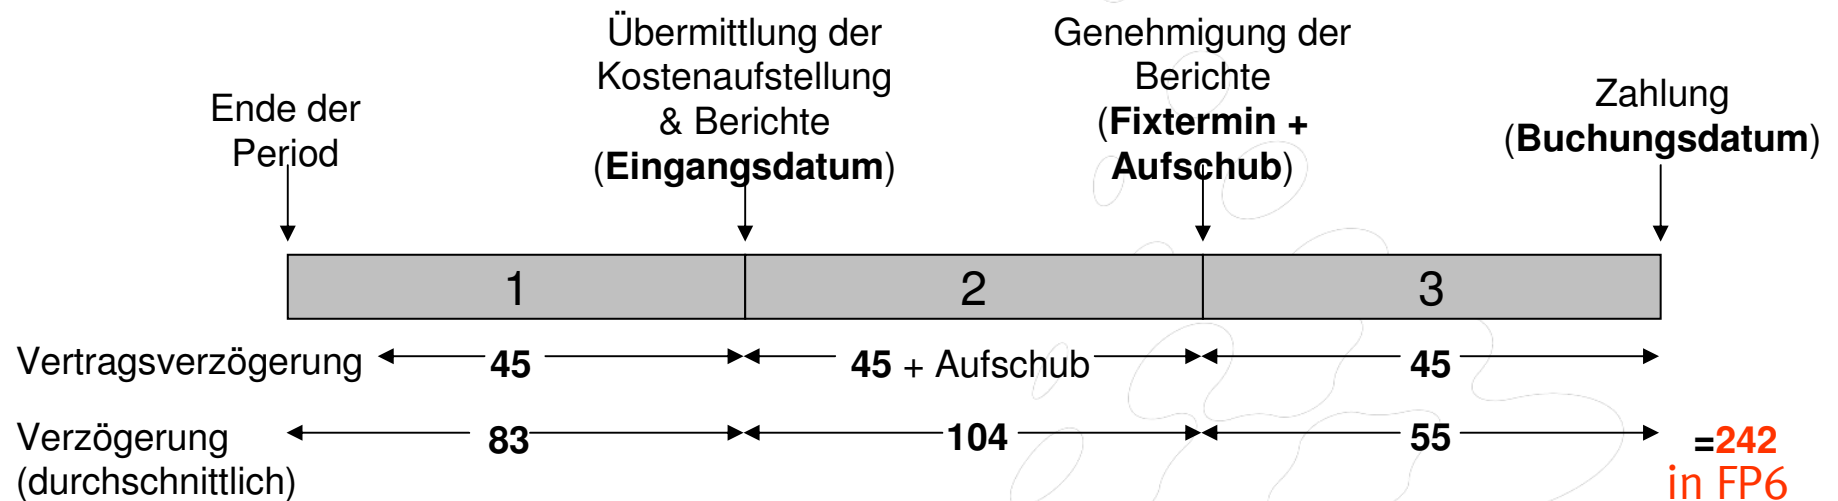 Ende der
Period
Übermittlung der
Kostenaufstellung
& Berichte
(Eingangsdatum)
Genehmigung der
Berichte
(Fixtermin +
Aufschub)
Zahlung
(Buchungsdatum)
1 2 3
Vertragsverzögerung 45 45 + Aufschub 45
Verzögerung 83 104 55 =242
(durchschnittlich) in FP6